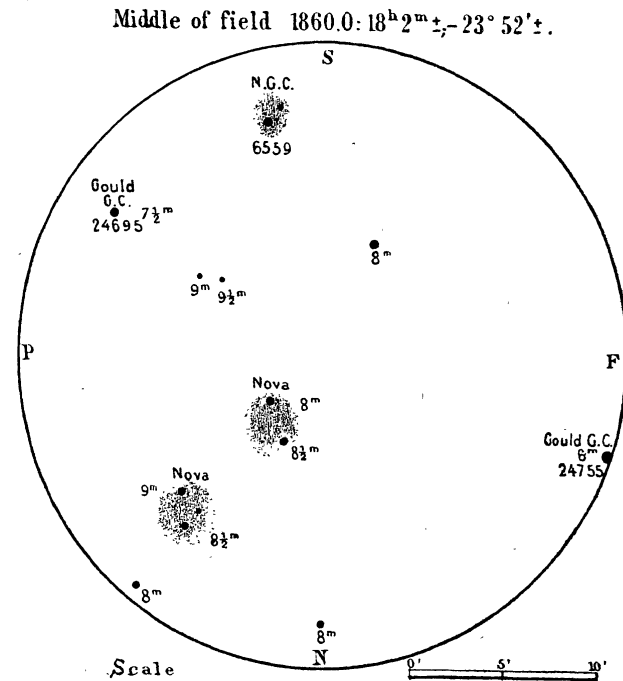 Middle of field 1860.0: 18ʰ 2ᵐ ±; - 23° 52' ±.
S
N.G.C.
6559
Gould
G.C.
24695 7½ᵐ
8ᵐ
9ᵐ 9½ᵐ
P
F
Nova
8ᵐ
8½ᵐ
Gould G.C.
6ᵐ
24755
Nova
9ᵐ
8½ᵐ
8ᵐ
8ᵐ
N
Scale
0' 5' 10'